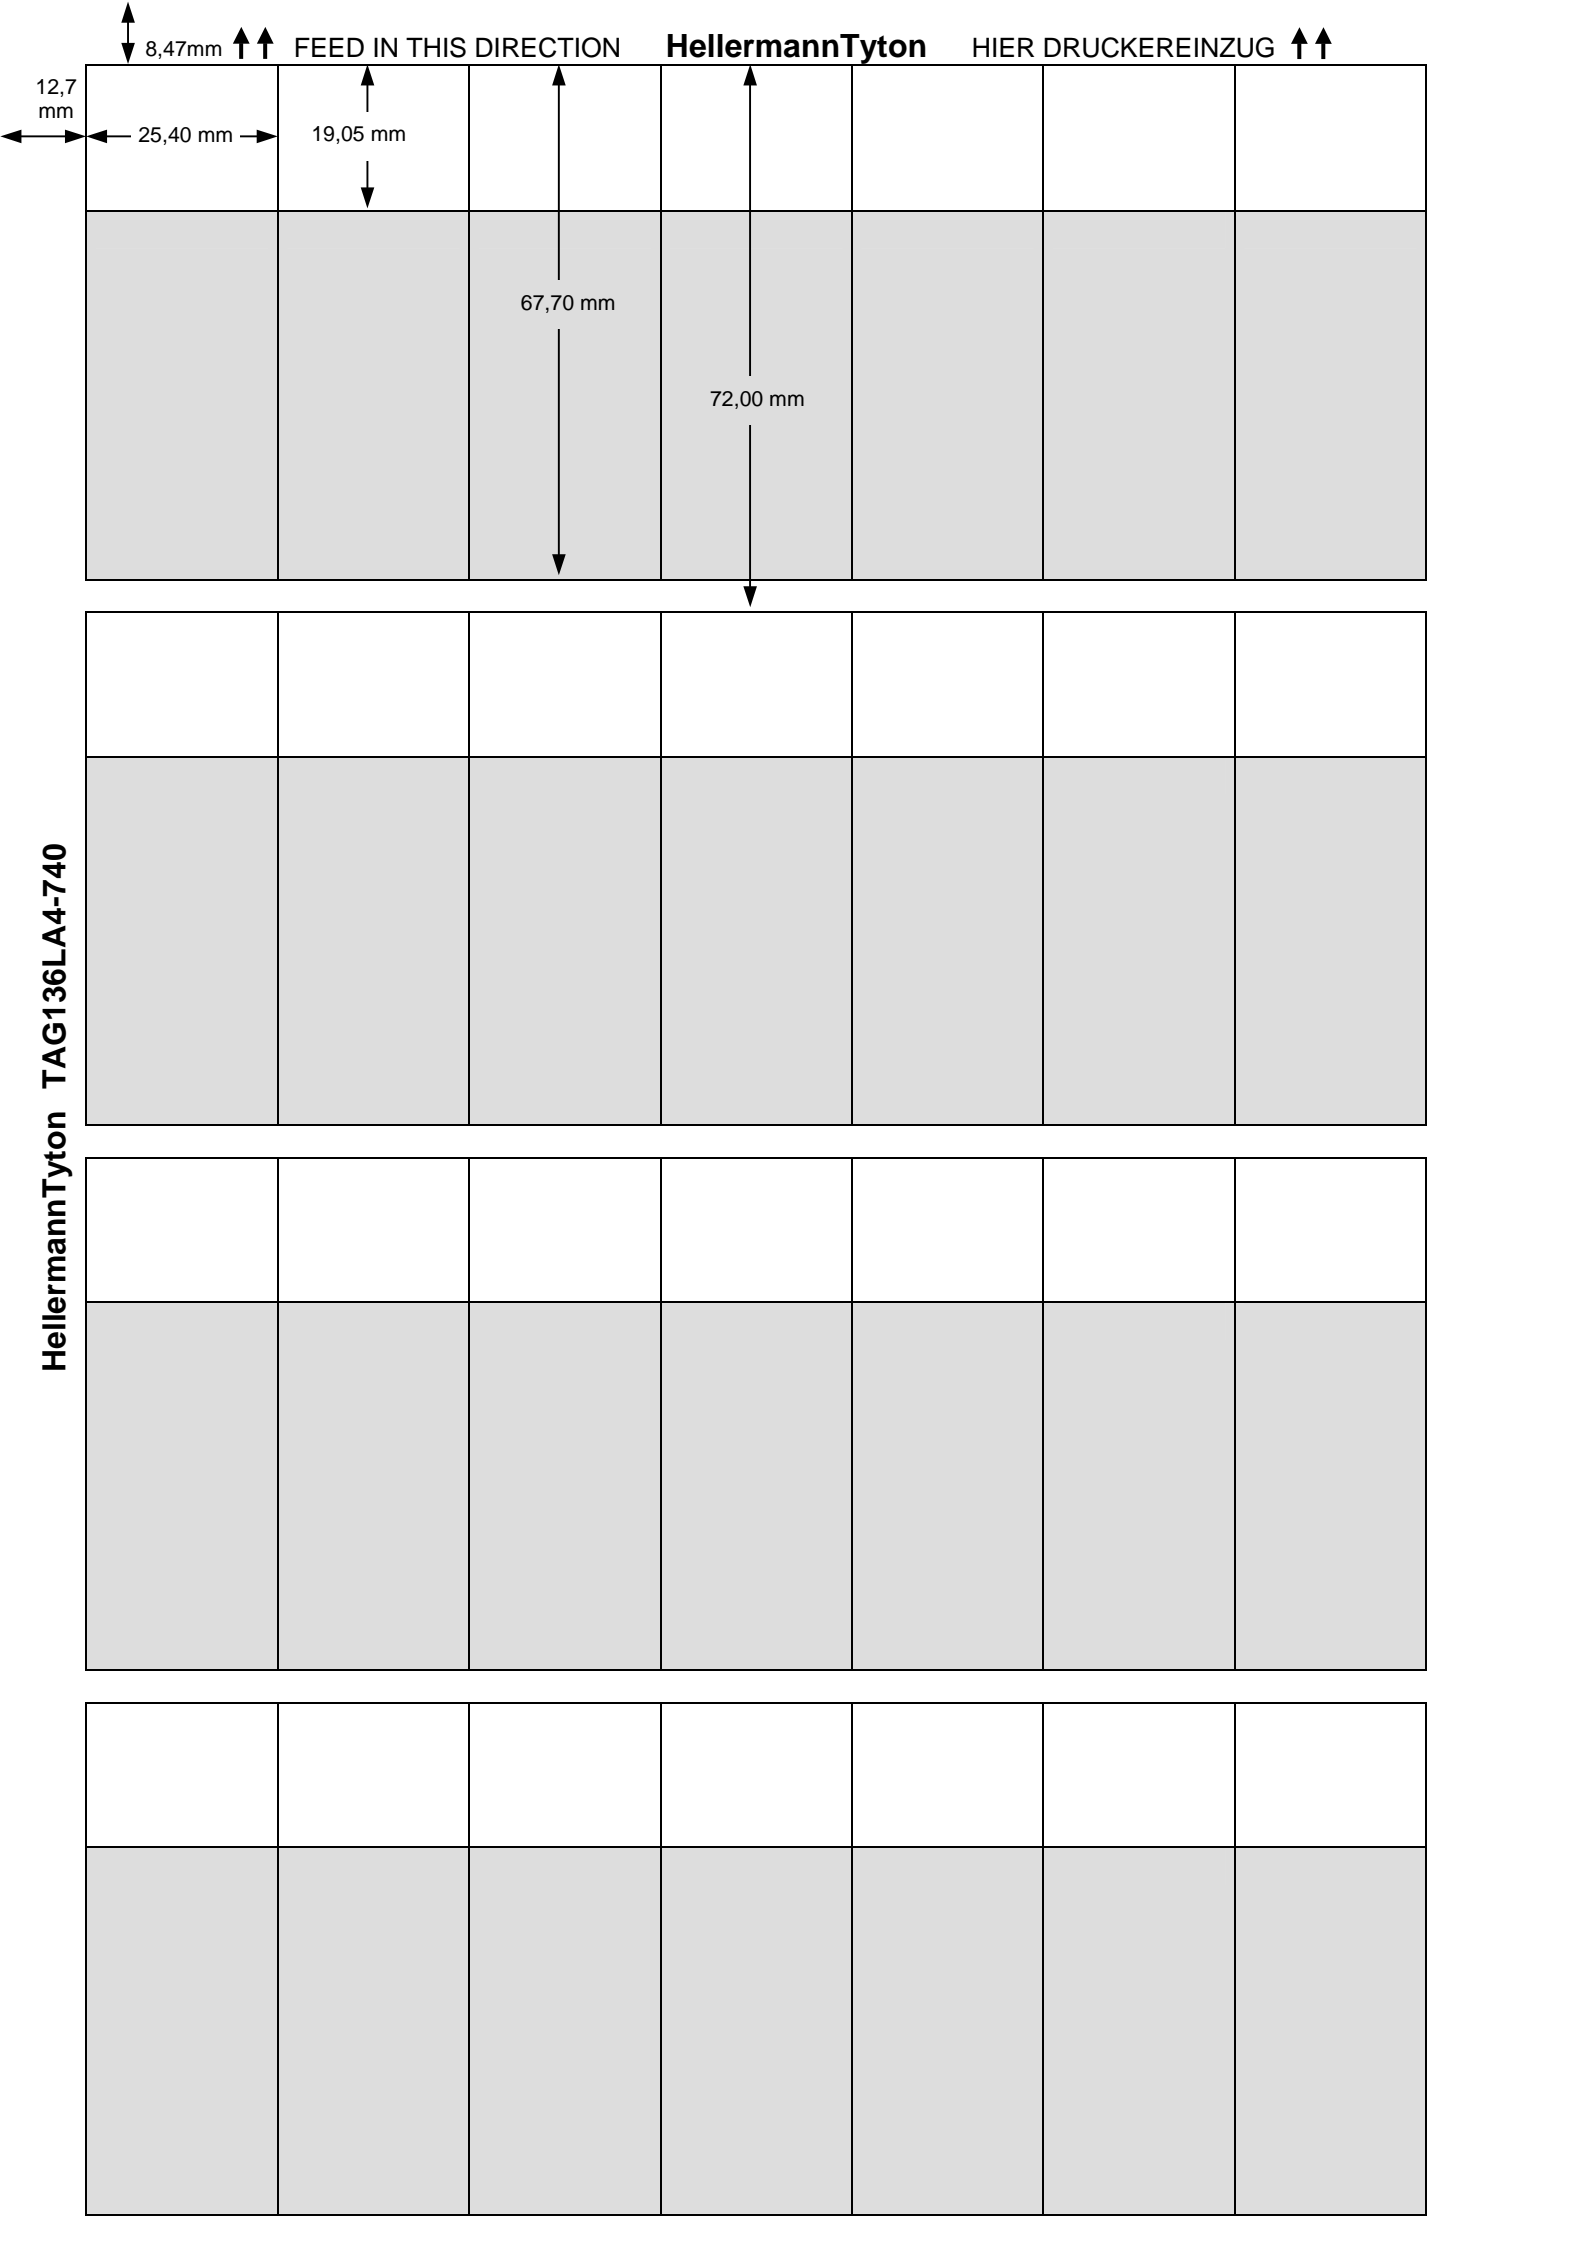 8,47mm FEED IN THIS DIRECTION HellermannTyton HIER DRUCKEREINZUG
12,7
mm
25,40 mm
19,05 mm
67,70 mm
72,00 mm
HellermannTyton TAG136LA4-740